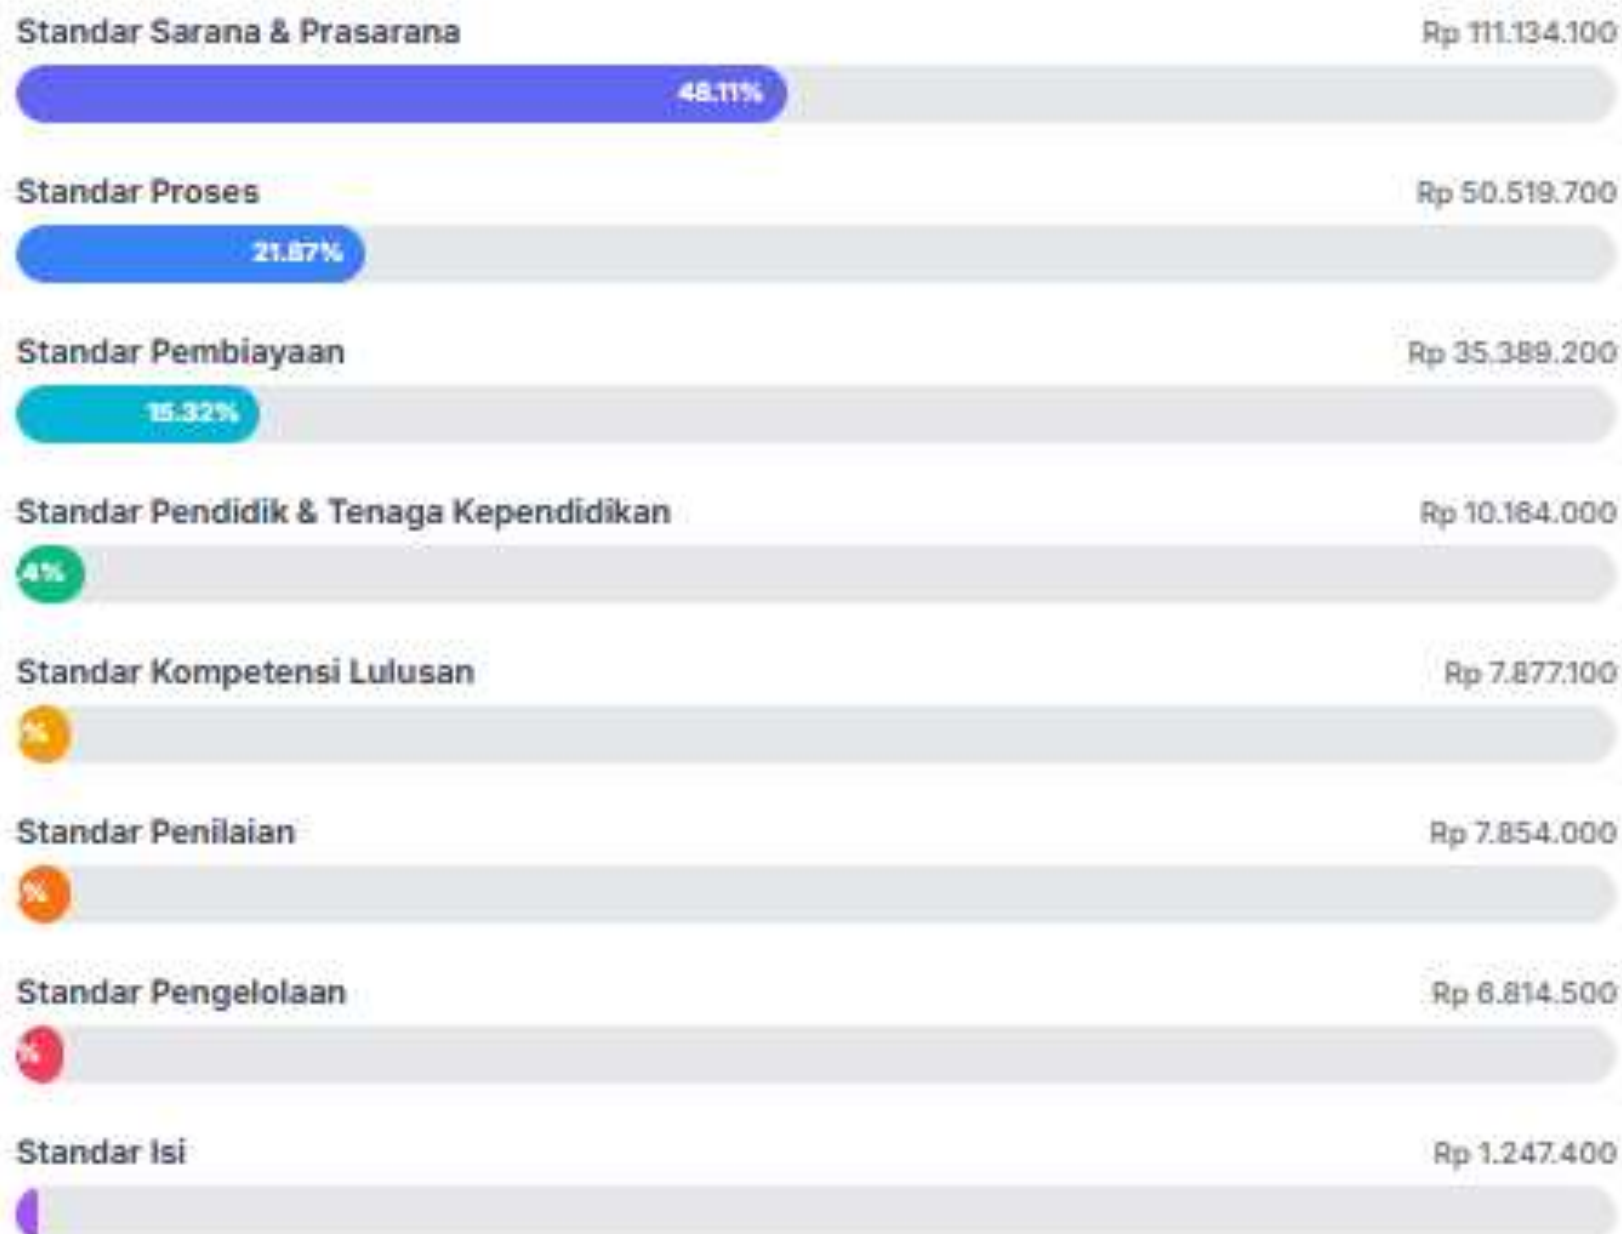 Standar Sarana & Prasarana Rp 111.134.100
48.11%
Standar Proses Rp 50.519.700
21.87%
Standar Pembiayaan Rp 35.389.200
15.32%
Standar Pendidik & Tenaga Kependidikan Rp 10.164.000
4%
Standar Kompetensi Lulusan Rp 7.877.100
%
Standar Penilaian Rp 7.854.000
%
Standar Pengelolaan Rp 6.814.500
%
Standar Isi Rp 1.247.400